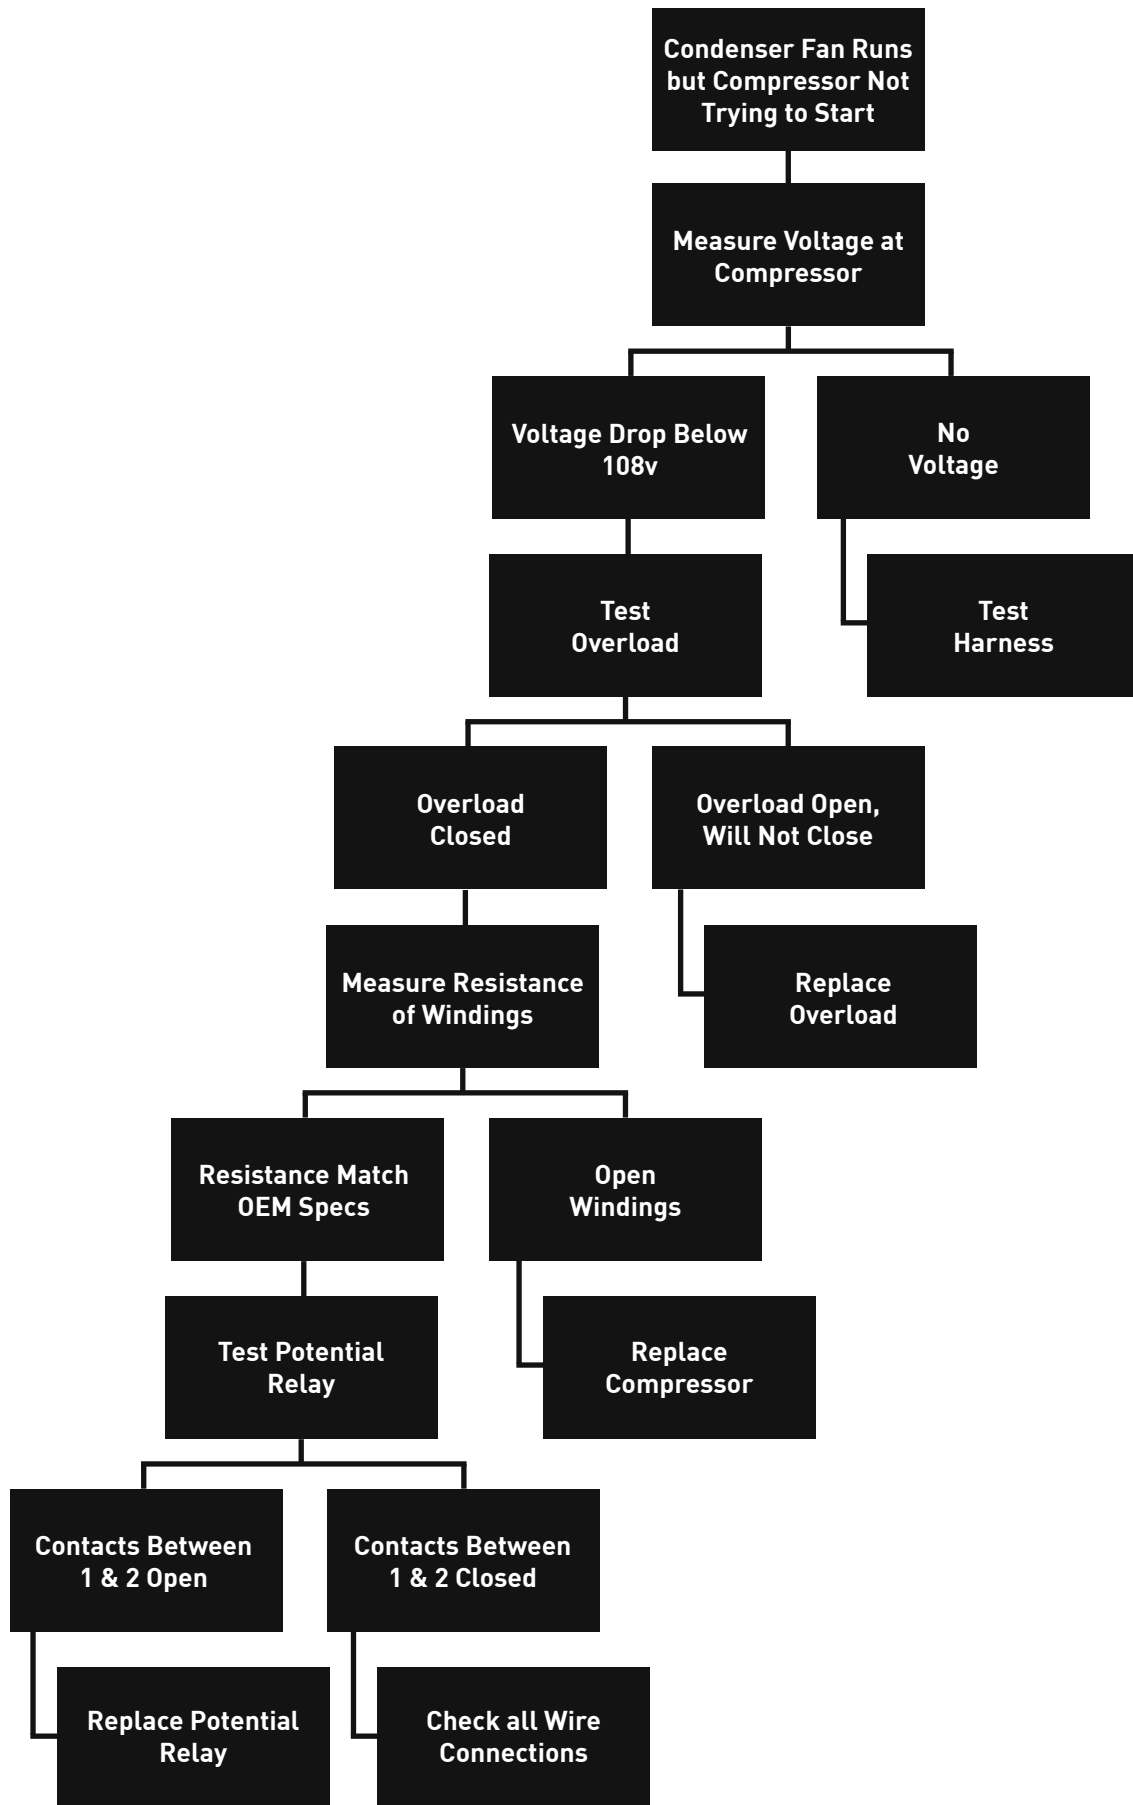 Condenser Fan Runs
but Compressor Not
Trying to Start
Measure Voltage at
Compressor
Voltage Drop Below
108v
No
Voltage
Test
Overload
Test
Harness
Overload
Closed
Overload Open,
Will Not Close
Measure Resistance
of Windings
Replace
Overload
Resistance Match
OEM Specs
Open
Windings
Test Potential
Relay
Replace
Compressor
Contacts Between
1 & 2 Open
Contacts Between
1 & 2 Closed
Replace Potential
Relay
Check all Wire
Connections